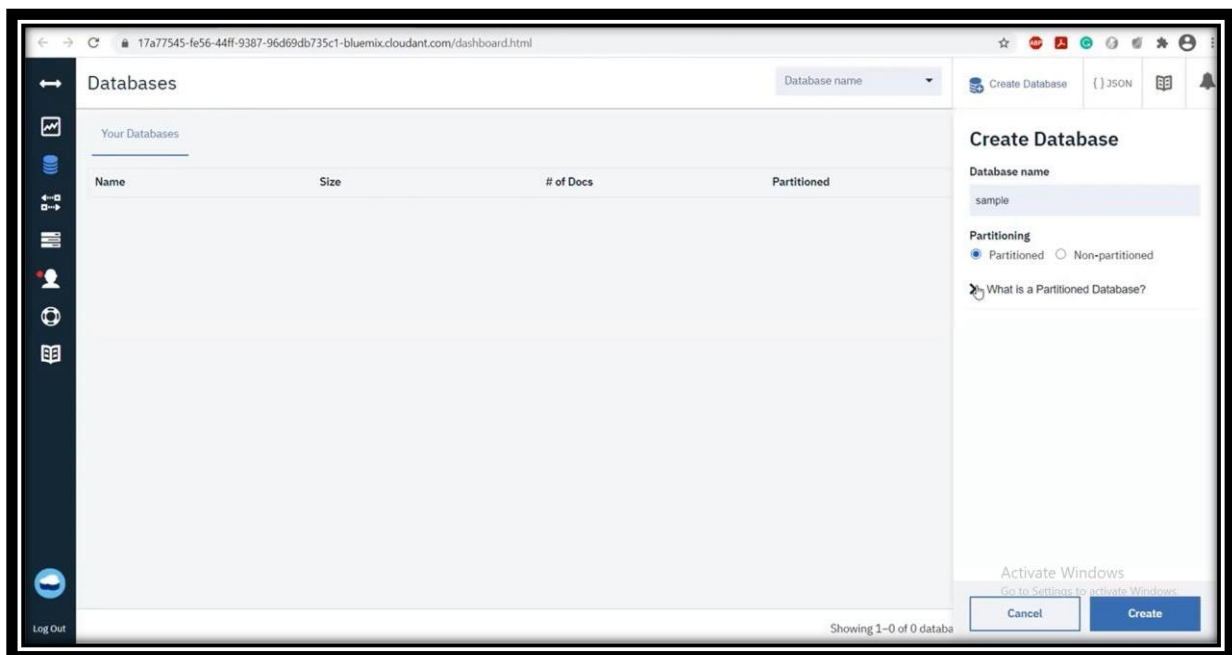 17a77545-fe56-44ff-9387-96d69db735c1-bluemix.cloudant.com/dashboard.html
ABP
Databases
Database name
Create Database
{ } JSON
Your Databases
Name Size # of Docs Partitioned
Create Database
Database name
sample
Partitioning
Partitioned Non-partitioned
What is a Partitioned Database?
Activate Windows
Go to Settings to activate Windows.
Cancel Create
Showing 1–0 of 0 databa
Log Out